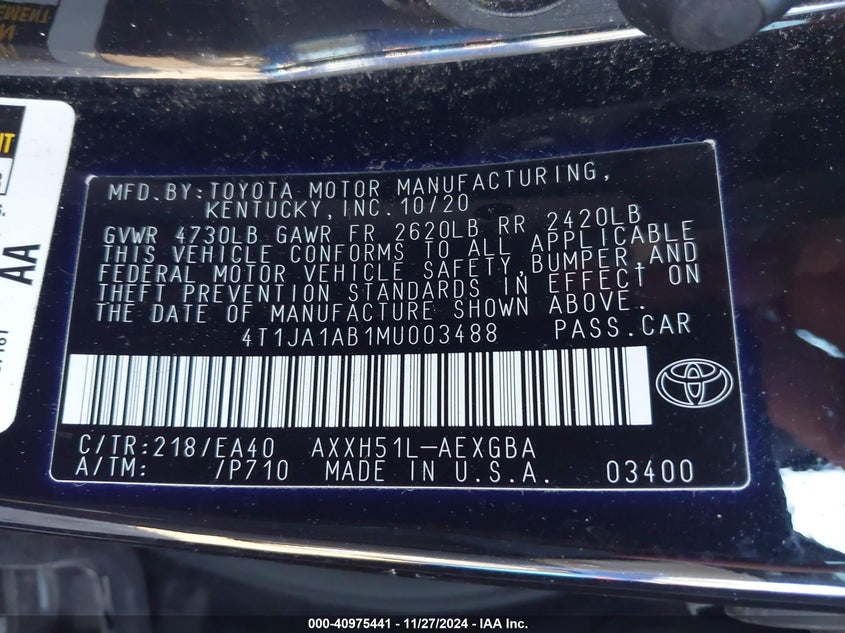 MFD.BY:TOYOTA MOTOR MANUFACTURING,
KENTUCKY,INC.10/20
GVWR 4730LB GAWR FR 2620LB RR 2420LB
THIS VEHICLE CONFORMS TO ALL APPLICABLE
FEDERAL MOTOR VEHICLE SAFETY,BUMPER,AND
THEFT PREVENTION STANDARDS IN EFFECT ON
THE DATE OF MANUFACTURE SHOWN ABOVE.
4T1JA1AB1MU003488 PASS.CAR
C/TR:218/EA40 AXXH51L-AEXGBA
A/TM: /P710 MADE IN U.S.A. 03400
AA
000-40975441 - 11/27/2024 - IAA Inc.